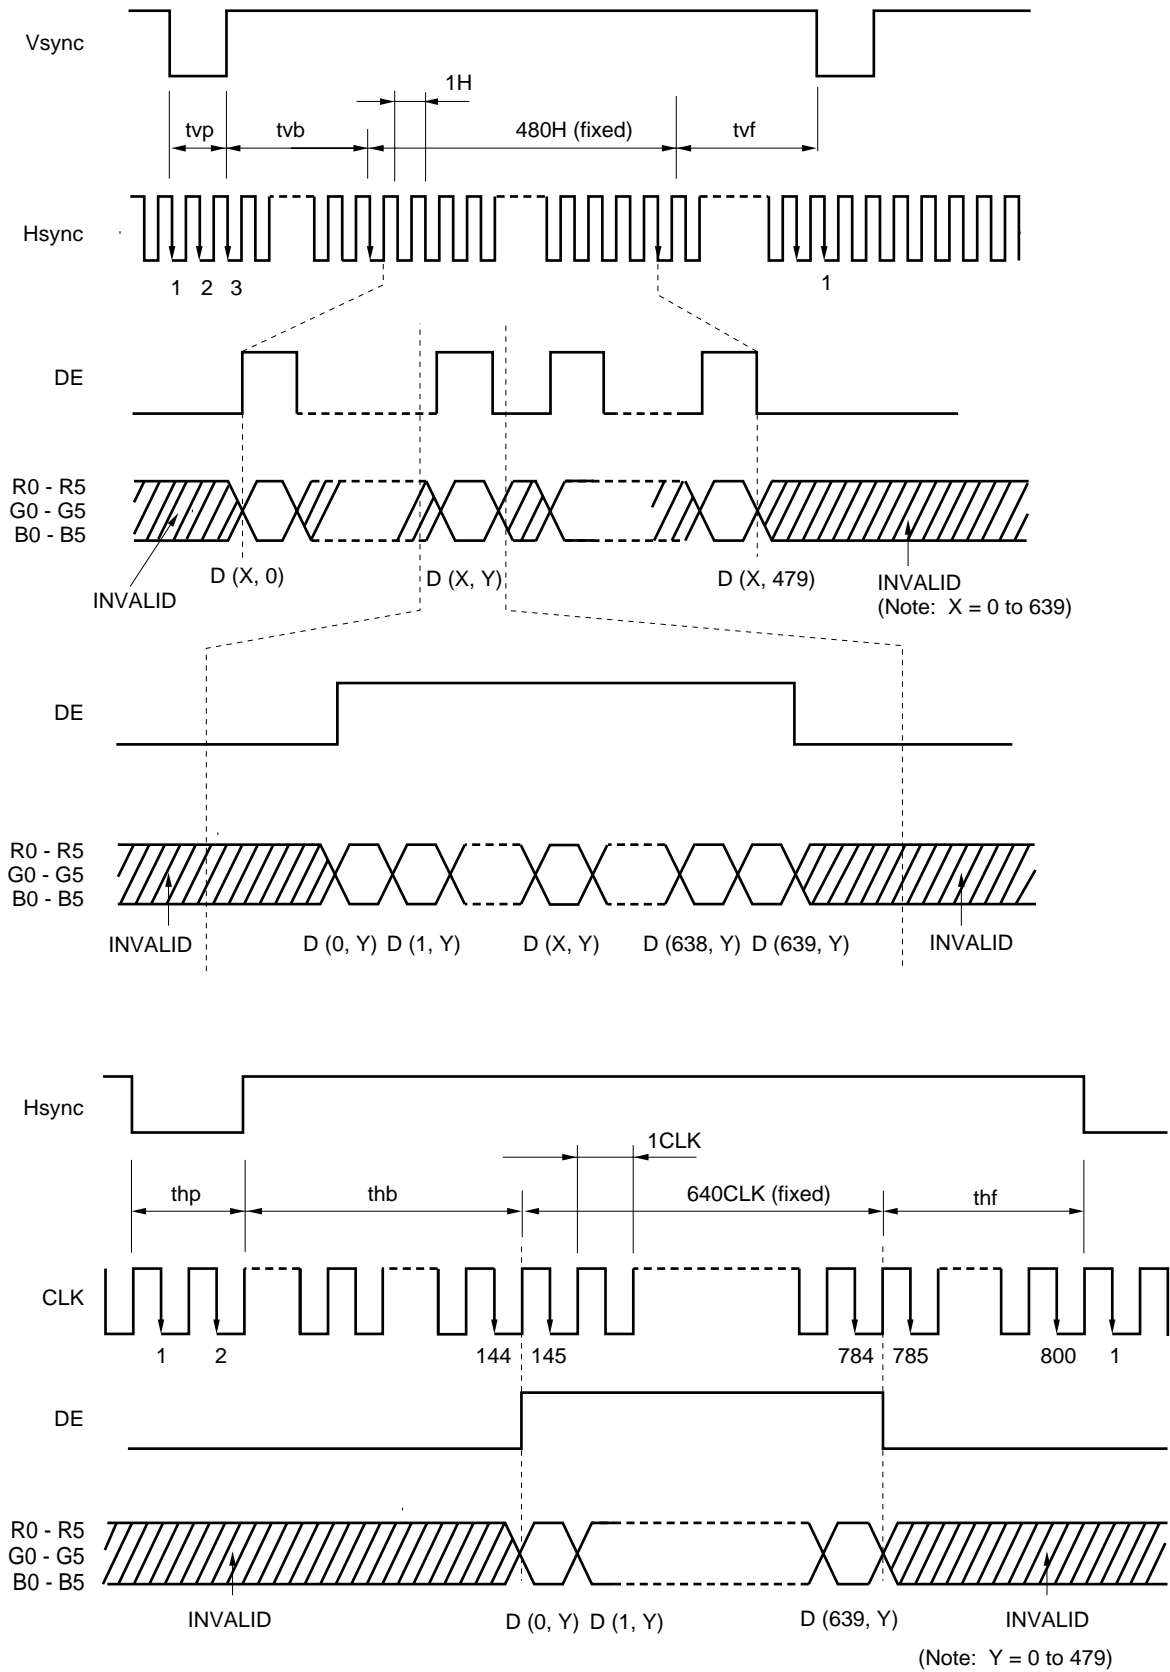 Vsync
1H
tvp
tvb
480H (fixed)
tvf
Hsync
1 2 3
1
DE
R0 - R5
G0 - G5
B0 - B5
D (X, 0)
D (X, Y)
D (X, 479)
INVALID
INVALID
(Note: X = 0 to 639)
DE
R0 - R5
G0 - G5
B0 - B5
INVALID
D (0, Y) D (1, Y)
D (X, Y)
D (638, Y) D (639, Y)
INVALID
Hsync
1CLK
thp
thb
640CLK (fixed)
thf
CLK
1 2
144 145
784 785
800 1
DE
R0 - R5
G0 - G5
B0 - B5
INVALID
D (0, Y) D (1, Y)
D (639, Y)
INVALID
(Note: Y = 0 to 479)